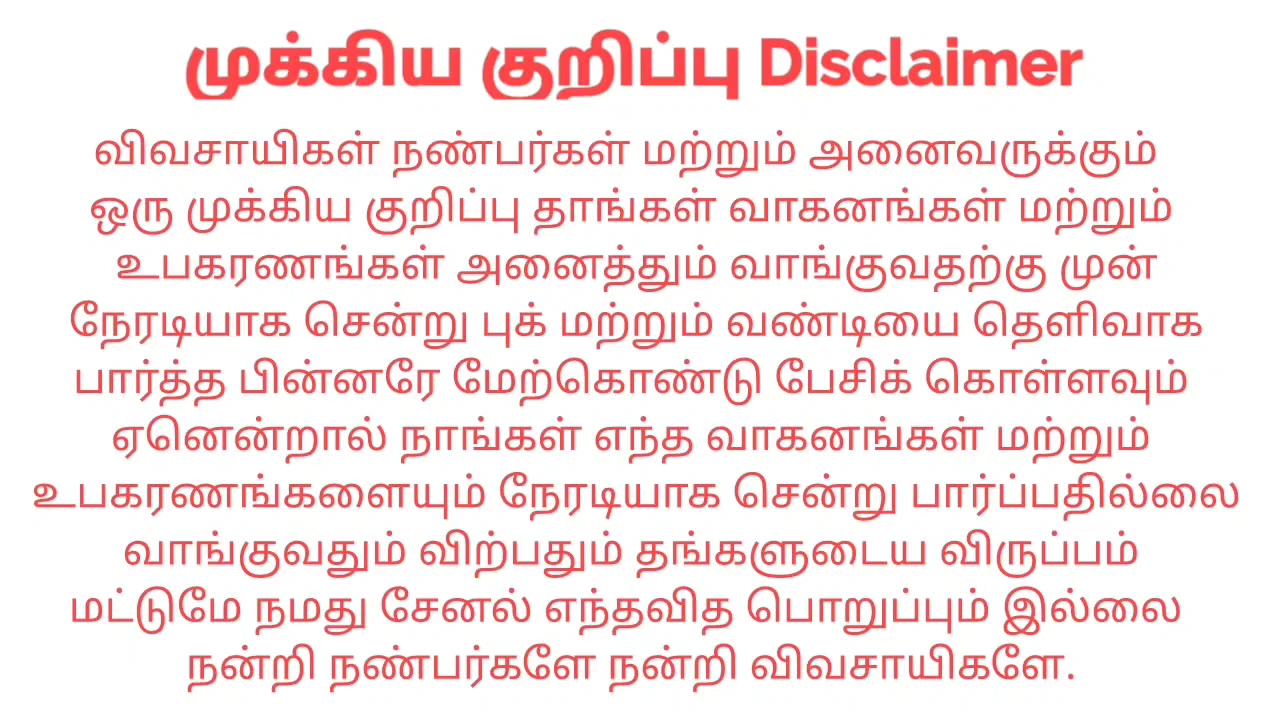 முக்கிய குறிப்பு Disclaimer
விவசாயிகள் நண்பர்கள் மற்றும் அனைவருக்கும்
ஒரு முக்கிய குறிப்பு தாங்கள் வாகனங்கள் மற்றும்
உபகரணங்கள் அனைத்தும் வாங்குவதற்கு முன்
நேரடியாக சென்று புக் மற்றும் வண்டியை தெளிவாக
பார்த்த பின்னரே மேற்கொண்டு பேசிக் கொள்ளவும்
ஏனென்றால் நாங்கள் எந்த வாகனங்கள் மற்றும்
உபகரணங்களையும் நேரடியாக சென்று பார்ப்பதில்லை
வாங்குவதும் விற்பதும் தங்களுடைய விருப்பம்
மட்டுமே நமது சேனல் எந்தவித பொறுப்பும் இல்லை
நன்றி நண்பர்களே நன்றி விவசாயிகளே.